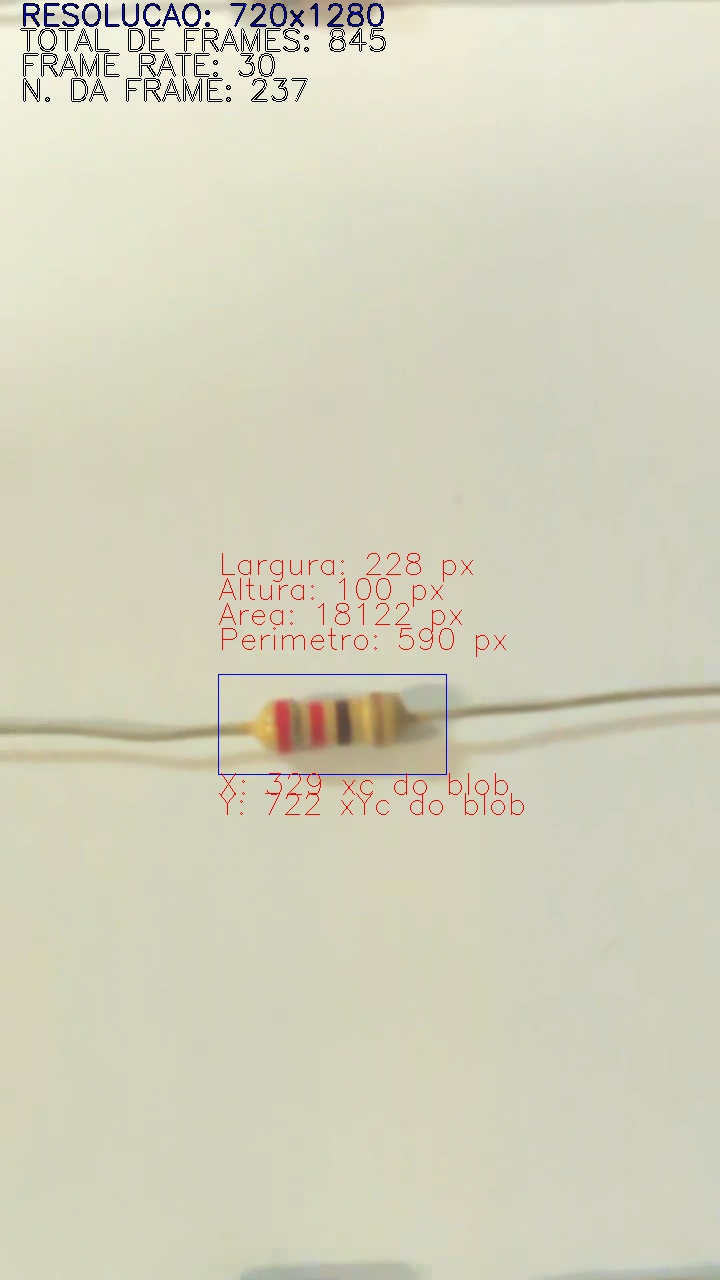 RESOLUCAO: 720x1280
TOTAL DE FRAMES: 845
FRAME RATE: 30
N. DA FRAME: 237
Largura: 228 px
Altura: 100 px
Area: 18122 px
Perimetro: 590 px
X: 329 xc do blob
Y: 722 xYc do blob